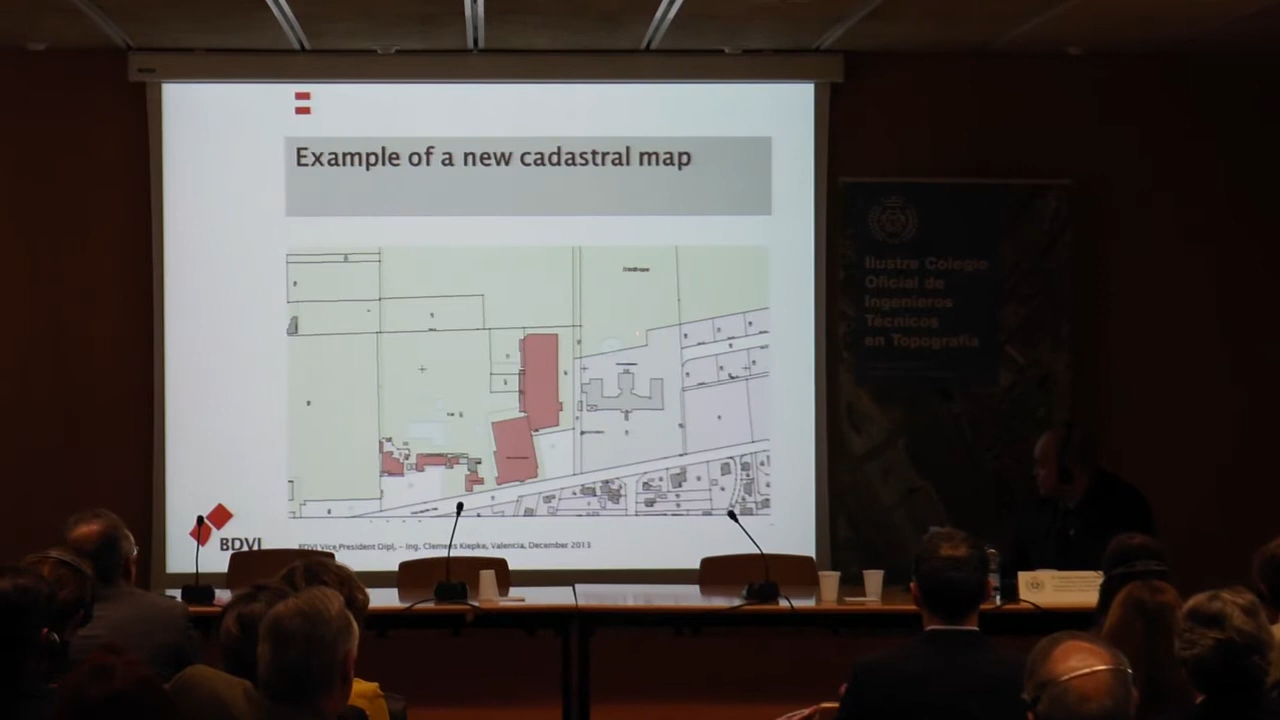 Example of a new cadastral map
BDVI
BDVI Vice President Dipl. – Ing. Clemens Kiepke, Valencia, December 2013
Ilustre Colegio
Oficial de
Ingenieros
Técnicos
en Topografía